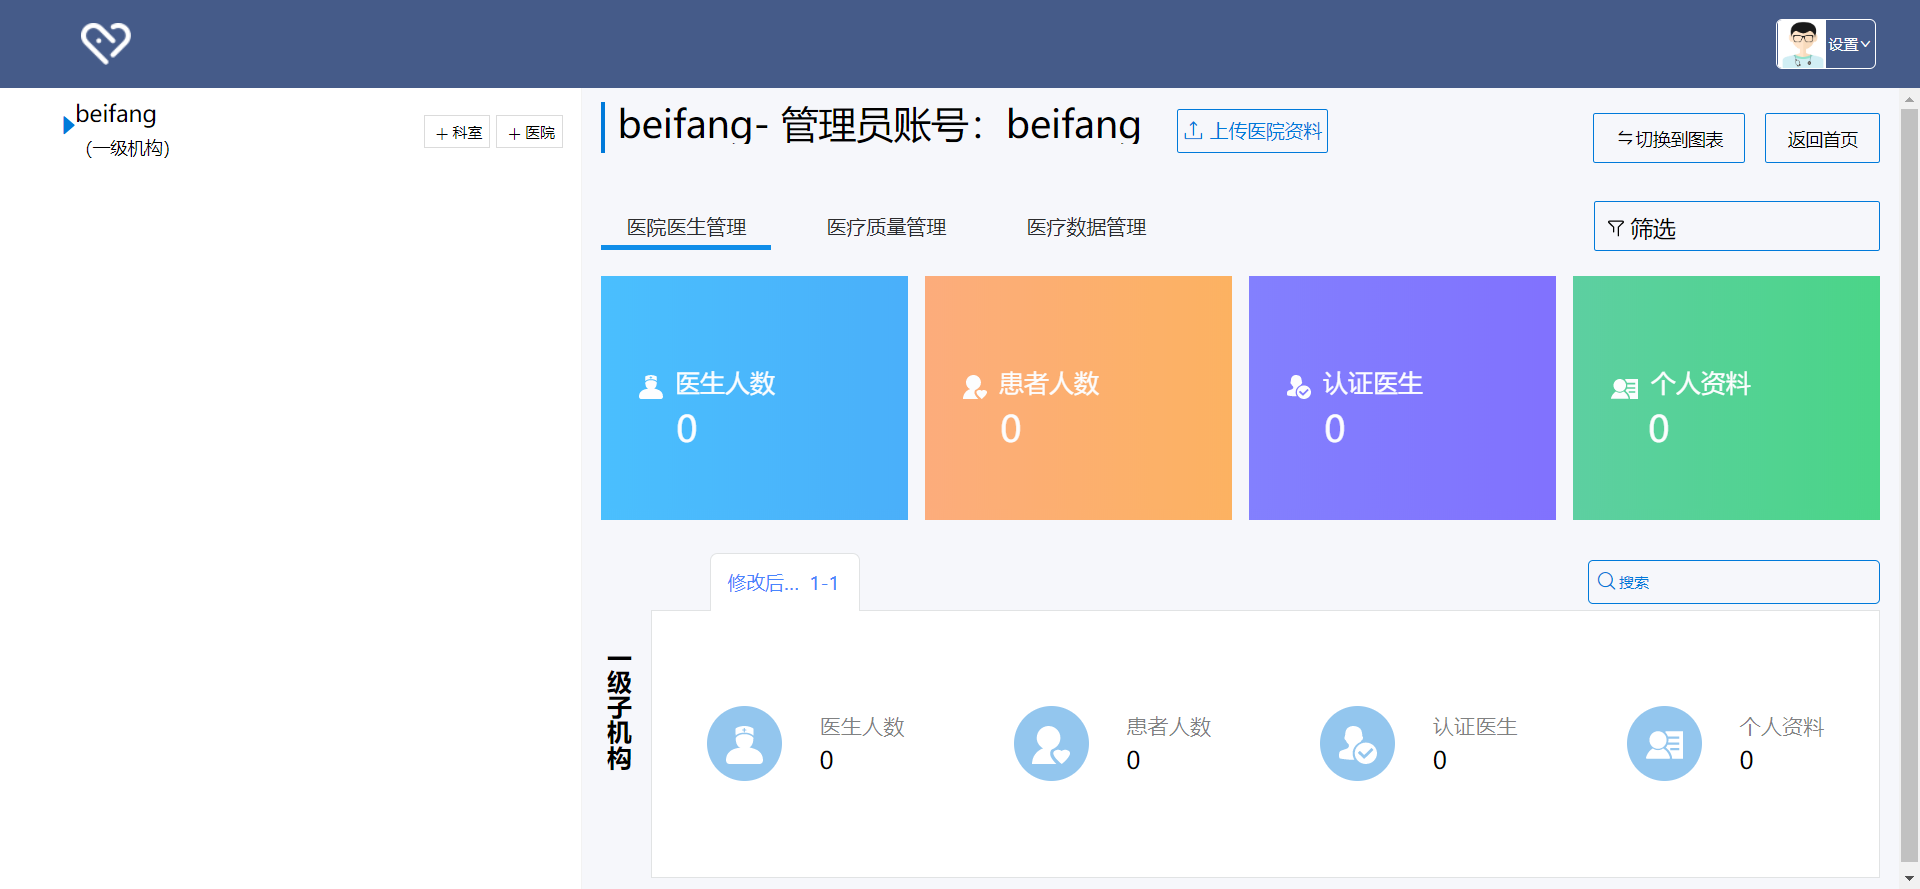 设置
beifang
(一级机构)
+ 科室
+ 医院
beifang- 管理员账号：beifang
上传医院资料
切换到图表
返回首页
医院医生管理
医疗质量管理
医疗数据管理
筛选
医生人数
0
患者人数
0
认证医生
0
个人资料
0
修改后... 1-1
搜索
一级子机构
医生人数
0
患者人数
0
认证医生
0
个人资料
0